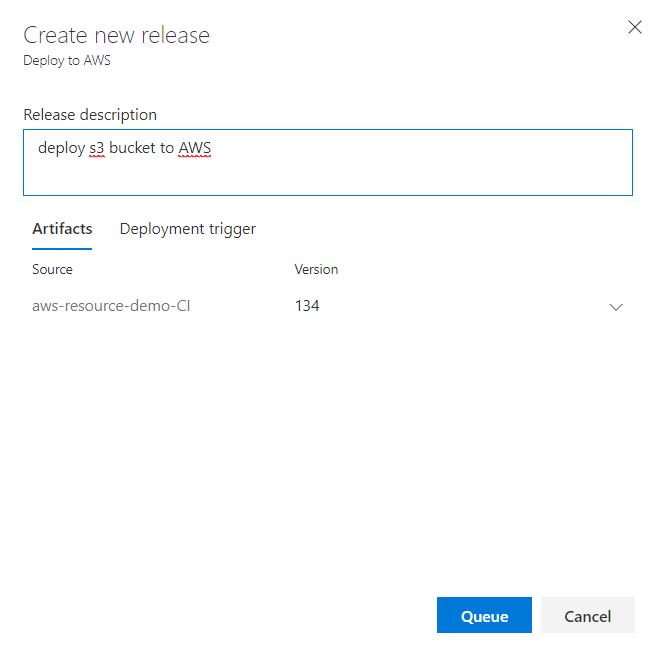 Create new release
Deploy to AWS
Release description
deploy s3 bucket to AWS
Artifacts Deployment trigger
Source Version
aws-resource-demo-CI 134
Queue Cancel